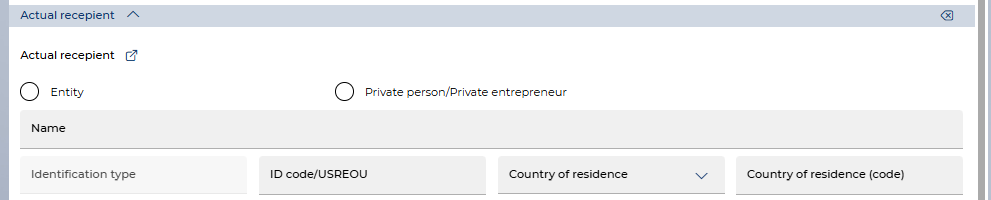 Actual recepient
Actual recepient
Entity Private person/Private entrepreneur
Name
Identification type ID code/USREOU Country of residence Country of residence (code)